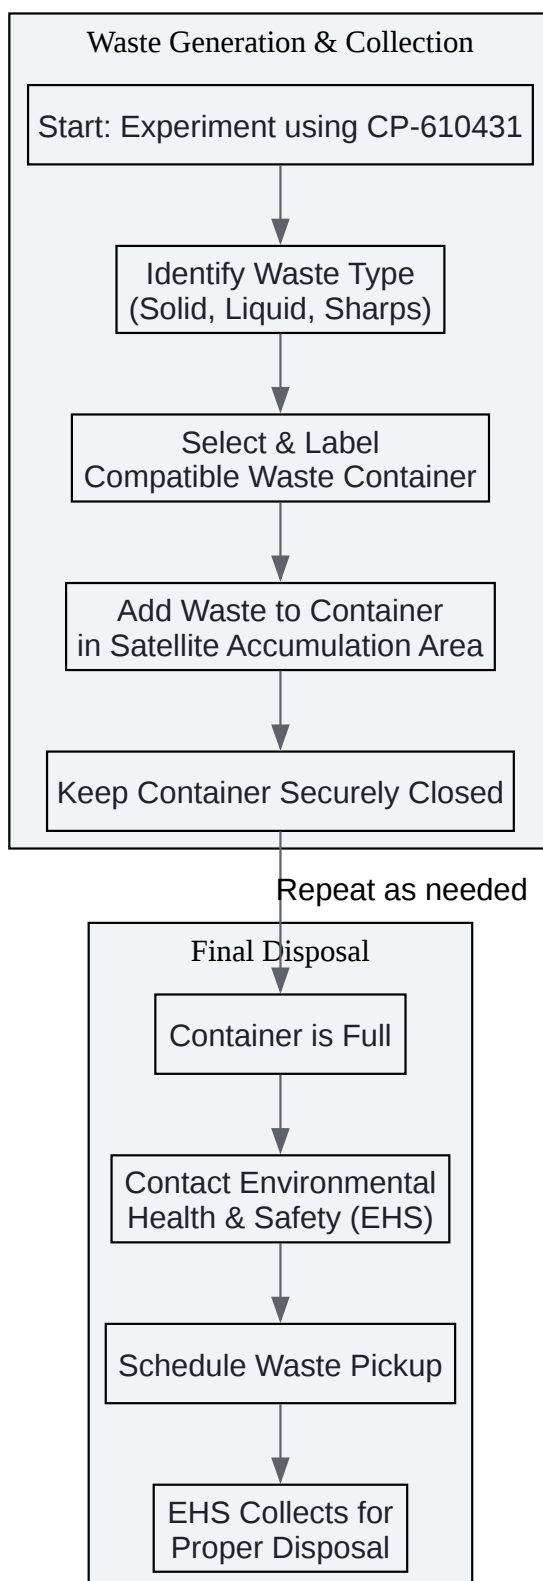 Waste Generation & Collection
Start: Experiment using CP-610431
Identify Waste Type
(Solid, Liquid, Sharps)
Select & Label
Compatible Waste Container
Add Waste to Container
in Satellite Accumulation Area
Keep Container Securely Closed
Repeat as needed
Final Disposal
Container is Full
Contact Environmental
Health & Safety (EHS)
Schedule Waste Pickup
EHS Collects for
Proper Disposal